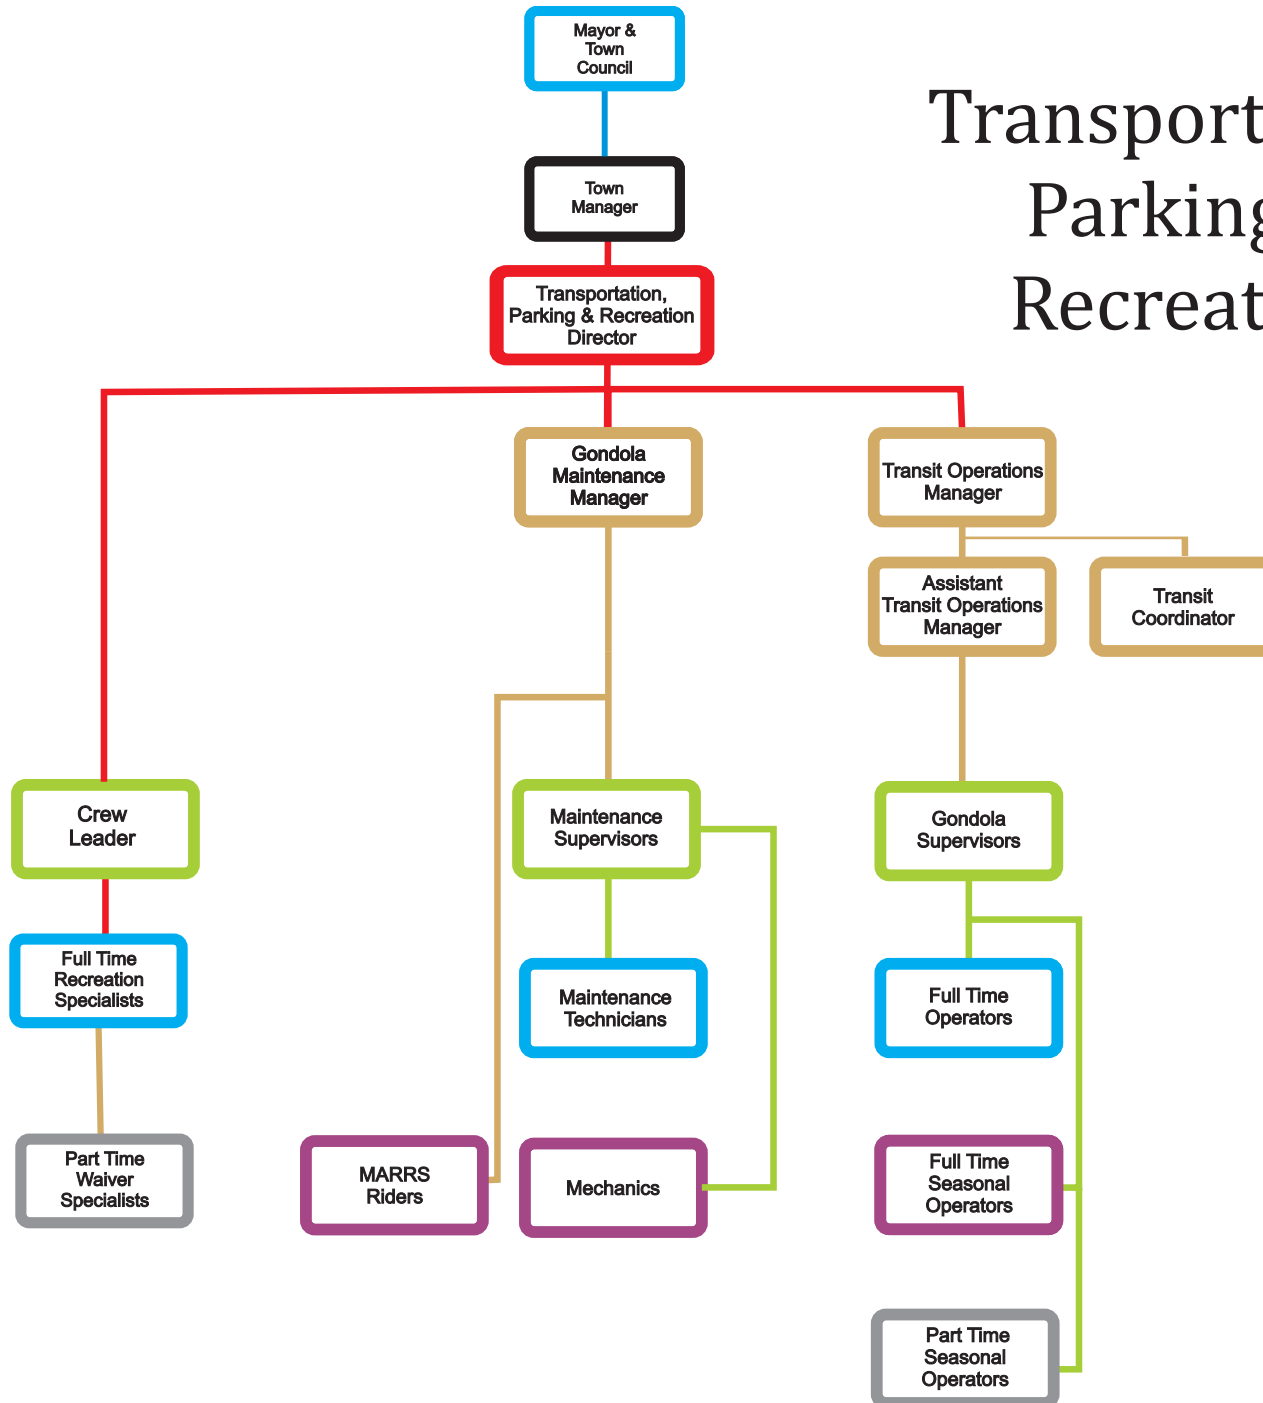 Mayor &
Town
Council
Transport
Parking
Recreat
Town
Manager
Transportation,
Parking & Recreation
Director
Gondola
Maintenance
Manager
Transit Operations
Manager
Assistant
Transit Operations
Manager
Transit
Coordinator
Crew
Leader
Maintenance
Supervisors
Gondola
Supervisors
Full Time
Recreation
Specialists
Maintenance
Technicians
Full Time
Operators
Part Time
Waiver
Specialists
MARRS
Riders
Mechanics
Full Time
Seasonal
Operators
Part Time
Seasonal
Operators